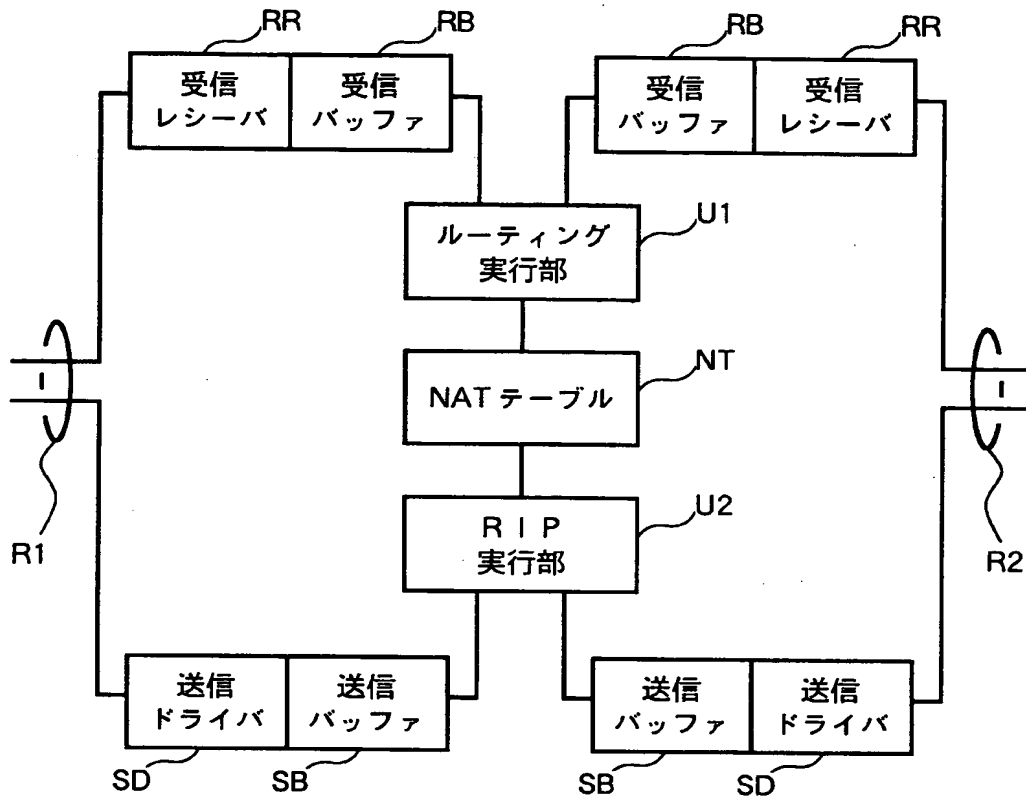 RR
RB
RB
RR
受信
レシーバ
受信
バッファ
受信
バッファ
受信
レシーバ
U1
ルーティング
実行部
NT
NATテーブル
R1
R2
U2
RIP
実行部
送信
ドライバ
送信
バッファ
送信
バッファ
送信
ドライバ
SD
SB
SB
SD